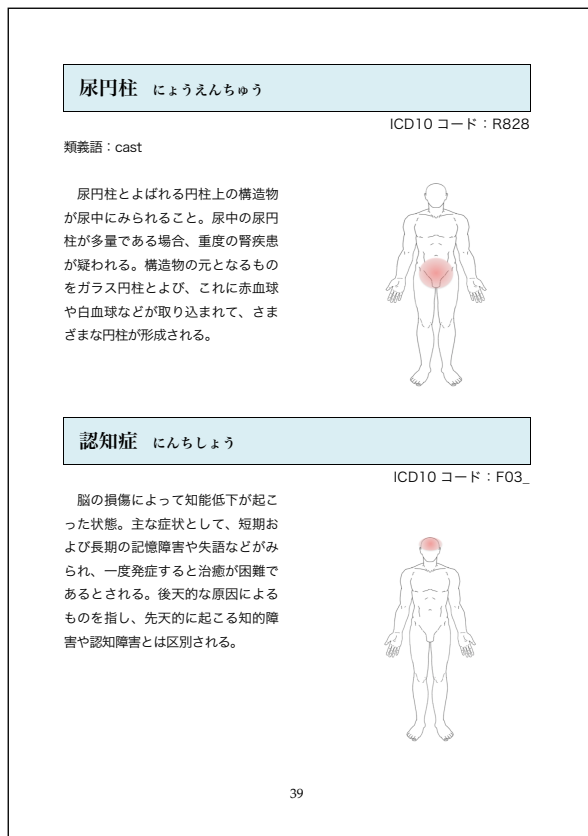 尿円柱 にょうえんちゅう
ICD10 コード：R828
類義語：cast
尿円柱とよばれる円柱上の構造物
が尿中にみられること。尿中の尿円
柱が多量である場合、重度の腎疾患
が疑われる。構造物の元となるもの
をガラス円柱とよび、これに赤血球
や白血球などが取り込まれて、さま
ざまな円柱が形成される。
認知症 にんちしょう
ICD10 コード：F03_
脳の損傷によって知能低下が起こ
った状態。主な症状として、短期お
よび長期の記憶障害や失語などがみ
られ、一度発症すると治癒が困難で
あるとされる。後天的な原因による
ものを指し、先天的に起こる知的障
害や認知障害とは区別される。
39